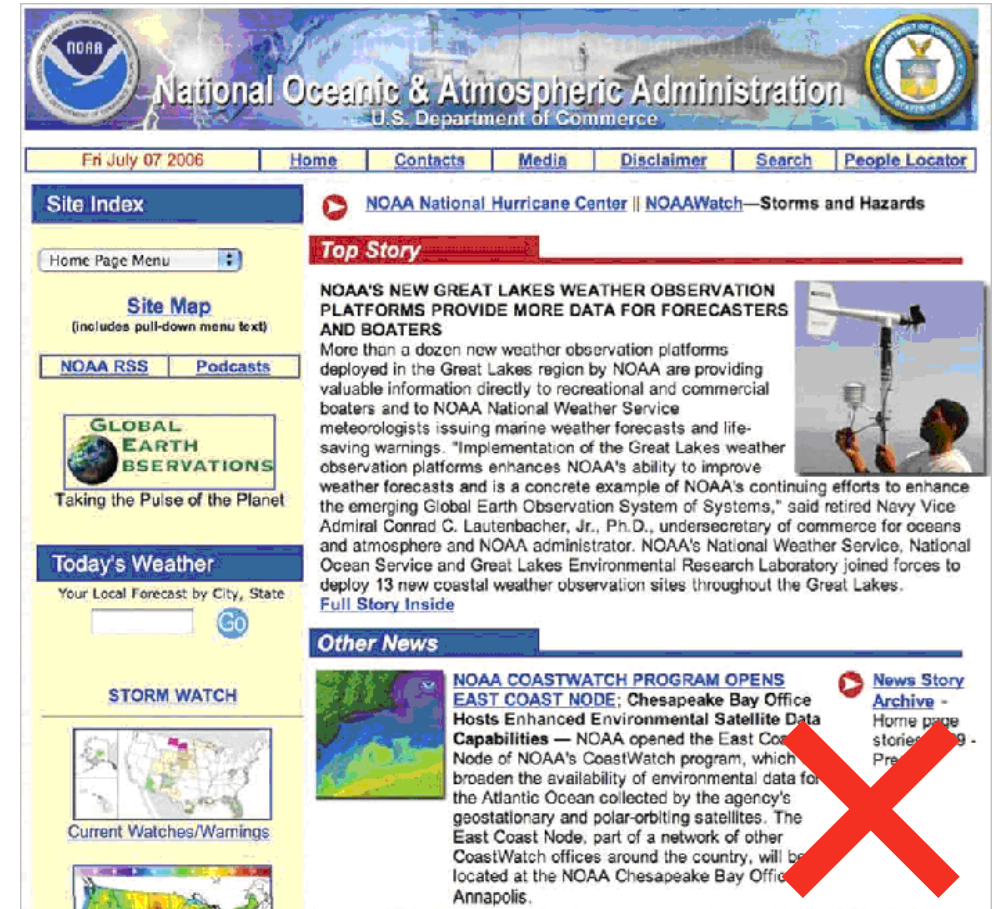 NOAA
National Oceanic & Atmospheric Administration
U.S. Department of Commerce
Fri July 07 2006
Home
Contacts
Media
Disclaimer
Search
People Locator
Site Index
Home Page Menu
Site Map
(includes pull-down menu text)
NOAA RSS
Podcasts
GLOBAL
EARTH
BSERVATIONS
Taking the Pulse of the Planet
Today's Weather
Your Local Forecast by City, State
Go
STORM WATCH
Current Watches/Warnings
NOAA National Hurricane Center || NOAAWatch—Storms and Hazards
Top Story
NOAA'S NEW GREAT LAKES WEATHER OBSERVATION
PLATFORMS PROVIDE MORE DATA FOR FORECASTERS
AND BOATERS
More than a dozen new weather observation platforms
deployed in the Great Lakes region by NOAA are providing
valuable information directly to recreational and commercial
boaters and to NOAA National Weather Service
meteorologists issuing marine weather forecasts and life-
saving warnings. "Implementation of the Great Lakes weather
observation platforms enhances NOAA's ability to improve
weather forecasts and is a concrete example of NOAA's continuing efforts to enhance
the emerging Global Earth Observation System of Systems," said retired Navy Vice
Admiral Conrad C. Lautenbacher, Jr., Ph.D., undersecretary of commerce for oceans
and atmosphere and NOAA administrator. NOAA's National Weather Service, National
Ocean Service and Great Lakes Environmental Research Laboratory joined forces to
deploy 13 new coastal weather observation sites throughout the Great Lakes.
Full Story Inside
Other News
NOAA COASTWATCH PROGRAM OPENS
EAST COAST NODE; Chesapeake Bay Office
Hosts Enhanced Environmental Satellite Data
Capabilities — NOAA opened the East
Node of NOAA's CoastWatch program, which
broaden the availability of environmental data for
the Atlantic Ocean collected by the agency's
geostationary and polar-orbiting satellites. The
East Coast Node, part of a network of other
CoastWatch offices around the country, will be
located at the NOAA Chesapeake Bay
Annapolis.
News Story
Archive -
Home page